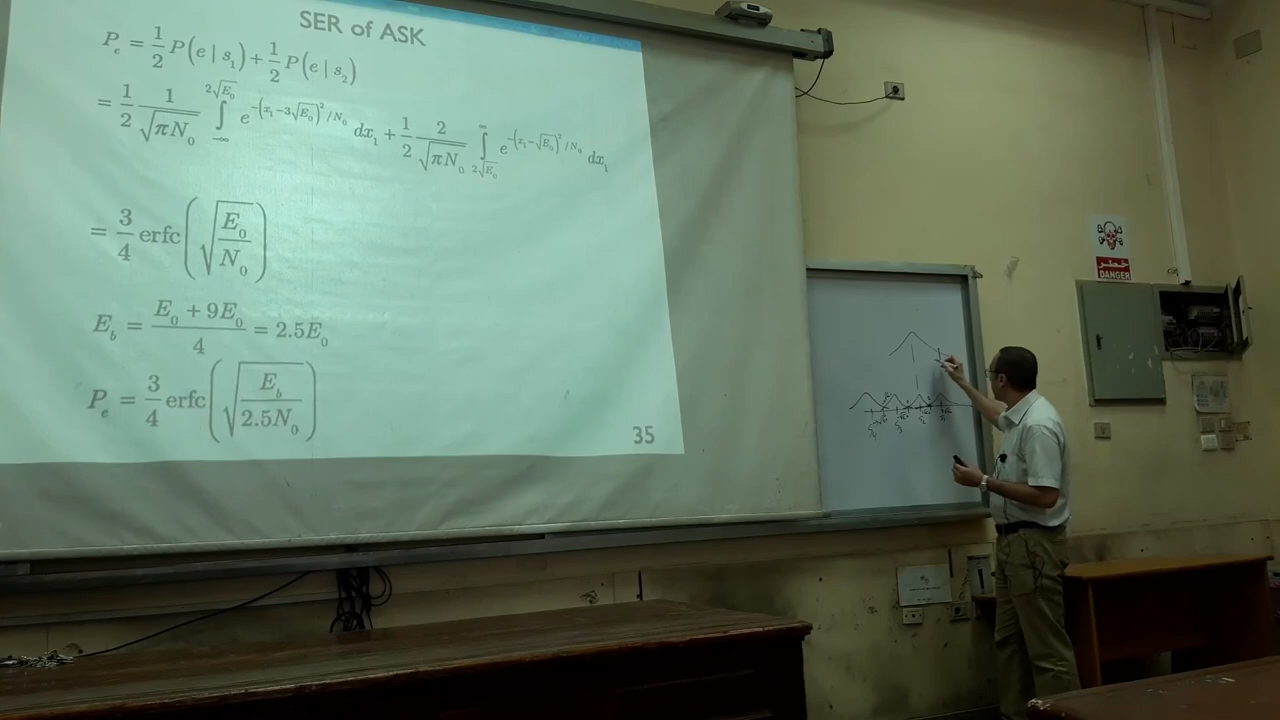 SER of ASK
P_e = 1/2 P(e | s_1) + 1/2 P(e | s_2)
= 1/2 1/√(πN_0) ∫_{-∞}^{2√E_0} e^{-(x_1-3√E_0)^2/N_0} dx_1 + 1/2 2/√(πN_0) ∫_{2√E_0}^{∞} e^{-(x_1-√E_0)^2/N_0} dx_1
= 3/4 erfc(√(E_0/N_0))
E_b = (E_0 + 9E_0)/4 = 2.5E_0
P_e = 3/4 erfc(√(E_b/2.5N_0))
35
خطر
DANGER